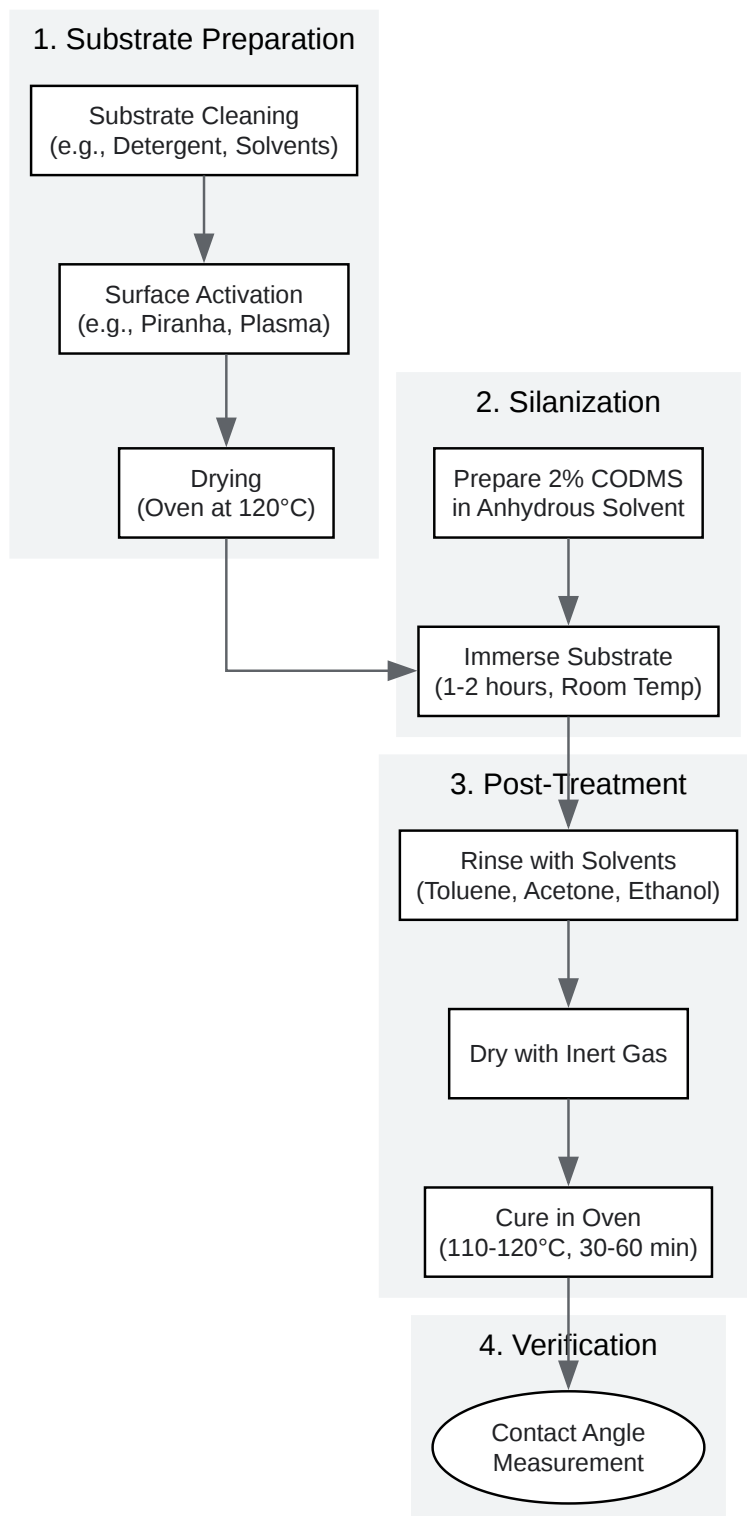 1. Substrate Preparation
Substrate Cleaning
(e.g., Detergent, Solvents)
Surface Activation
(e.g., Piranha, Plasma)
Drying
(Oven at 120°C)
2. Silanization
Prepare 2% CODMS
in Anhydrous Solvent
Immerse Substrate
(1-2 hours, Room Temp)
3. Post-Treatment
Rinse with Solvents
(Toluene, Acetone, Ethanol)
Dry with Inert Gas
Cure in Oven
(110-120°C, 30-60 min)
4. Verification
Contact Angle
Measurement